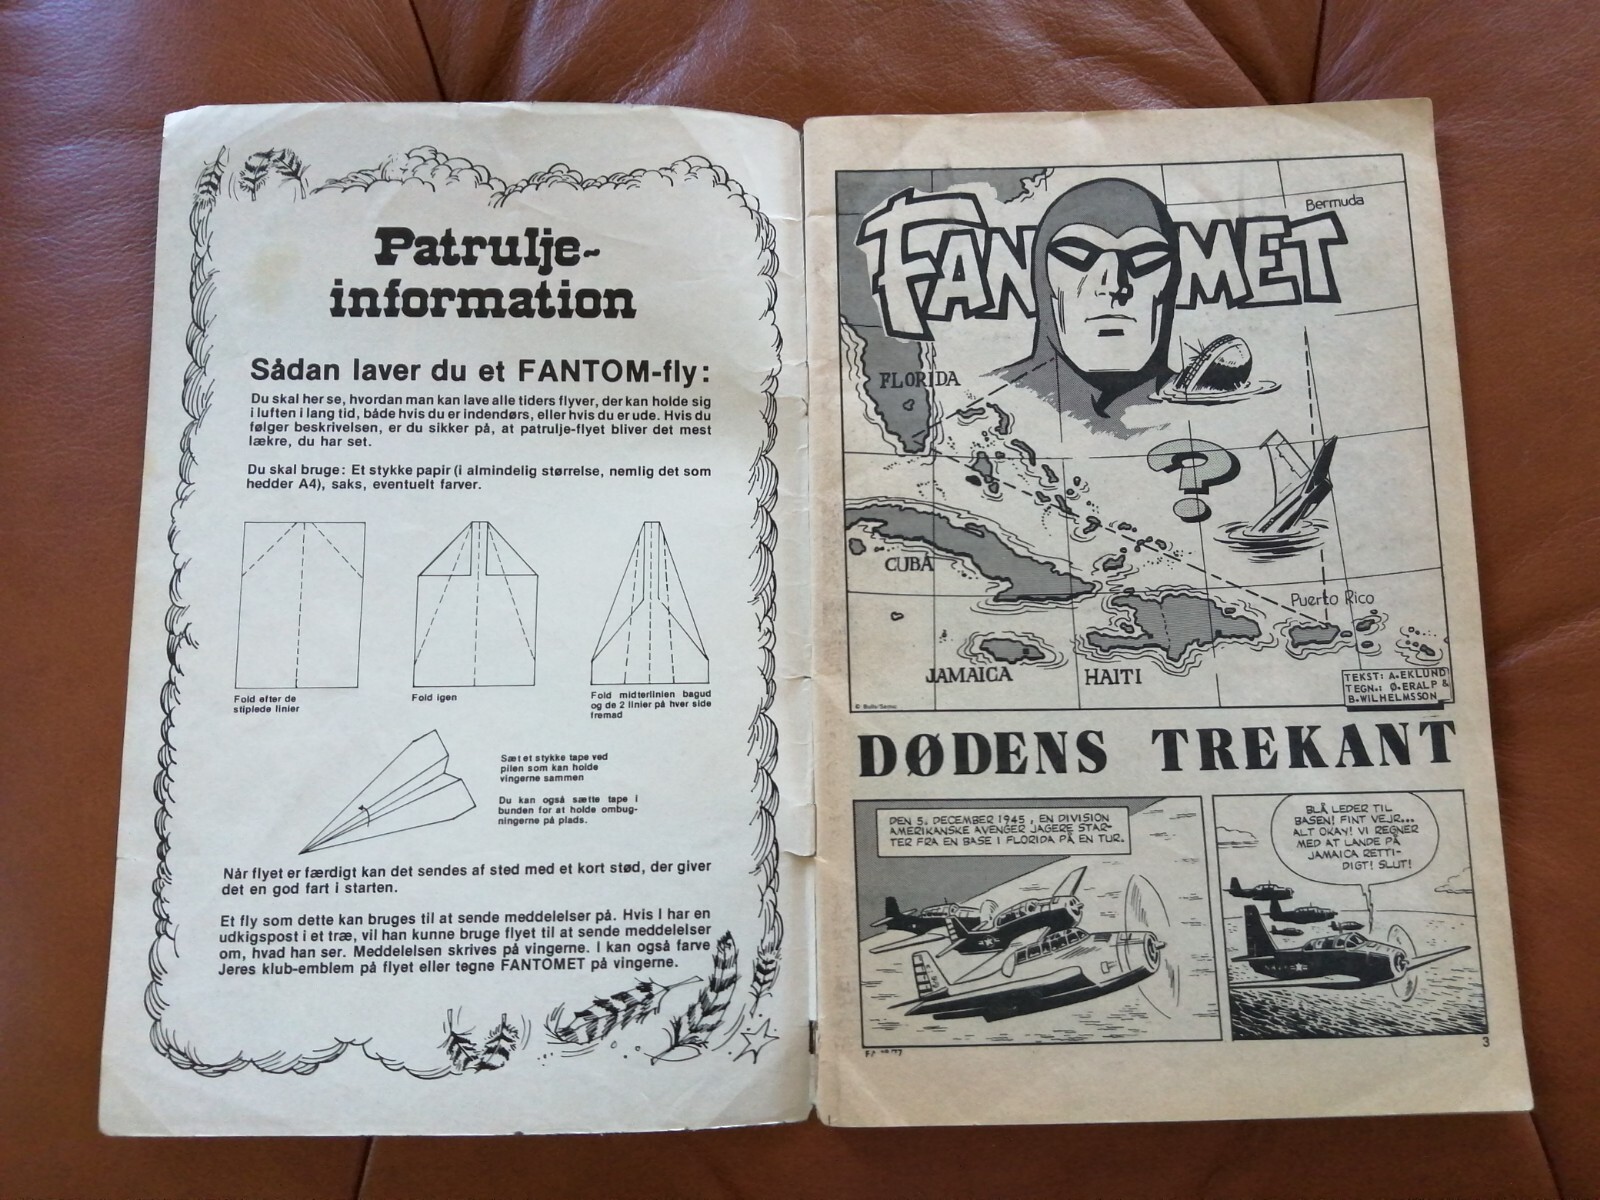 Patrulje-
information
Sådan laver du et FANTOM-fly:
Du skal her se, hvordan man kan lave alle tiders flyver, der kan holde sig
i luften i lang tid, både hvis du er indendørs, eller hvis du er ude. Hvis du
følger beskrivelsen, er du sikker på, at patrulje-flyet bliver det mest
lækre, du har set.
Du skal bruge: Et stykke papir (i almindelig størrelse, nemlig det som
hedder A4), saks, eventuelt farver.
Fold efter de
stiplede linier
Fold igen
Fold midterlinien bagud
og de 2 linier på hver side
fremad
Sæt et stykke tape ved
pilen som kan holde
vingerne sammen
Du kan også sætte tape i
bunden for at holde ombug-
ningerne på plads.
Når flyet er færdigt kan det sendes af sted med et kort stød, der giver
det en god fart i starten.
Et fly som dette kan bruges til at sende meddelelser på. Hvis I har en
udkigspost i et træ, vil han kunne bruge flyet til at sende meddelelser
om, hvad han ser. Meddelelsen skrives på vingerne. I kan også farve
Jeres klub-emblem på flyet eller tegne FANTOMET på vingerne.
FANTOMET
Bermuda
FLORIDA
?
CUBA
Puerto Rico
JAMAICA
HAITI
TEKST: A.EKLUND
TEGN.: Ø.ERALP &
B.WILHELMSSON
© Bulls/Semic
DØDENS TREKANT
DEN 5. DECEMBER 1945, EN DIVISION
AMERIKANSKE AVENGER JAGERE STAR-
TER FRA EN BASE I FLORIDA PÅ EN TUR.
BLÅ LEDER TIL
BASEN! FINT VEJR...
ALT OKAY! VI REGNER
MED AT LANDE PÅ
JAMAICA RETTI-
DIGT! SLUT!
3